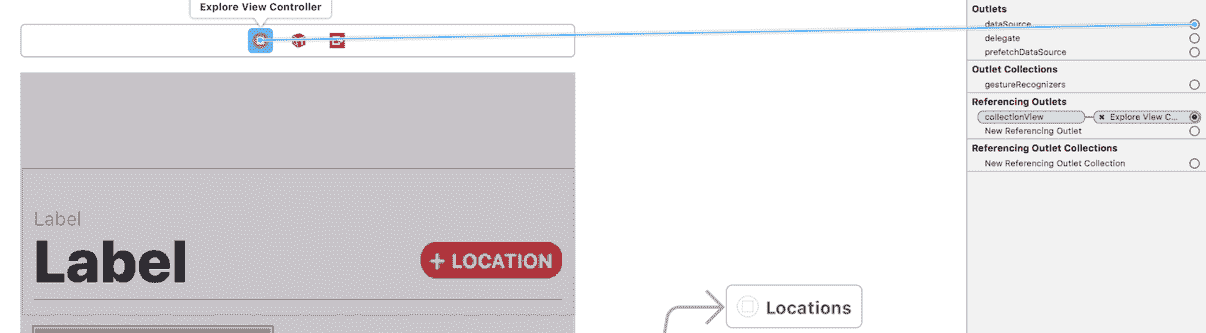 Explore View Controller
Outlets
dataSource
delegate
prefetchDataSource
Outlet Collections
gestureRecognizers
Referencing Outlets
collectionView
Explore View C...
New Referencing Outlet
Referencing Outlet Collections
New Referencing Outlet Collection
Label
Label
+ LOCATION
Locations